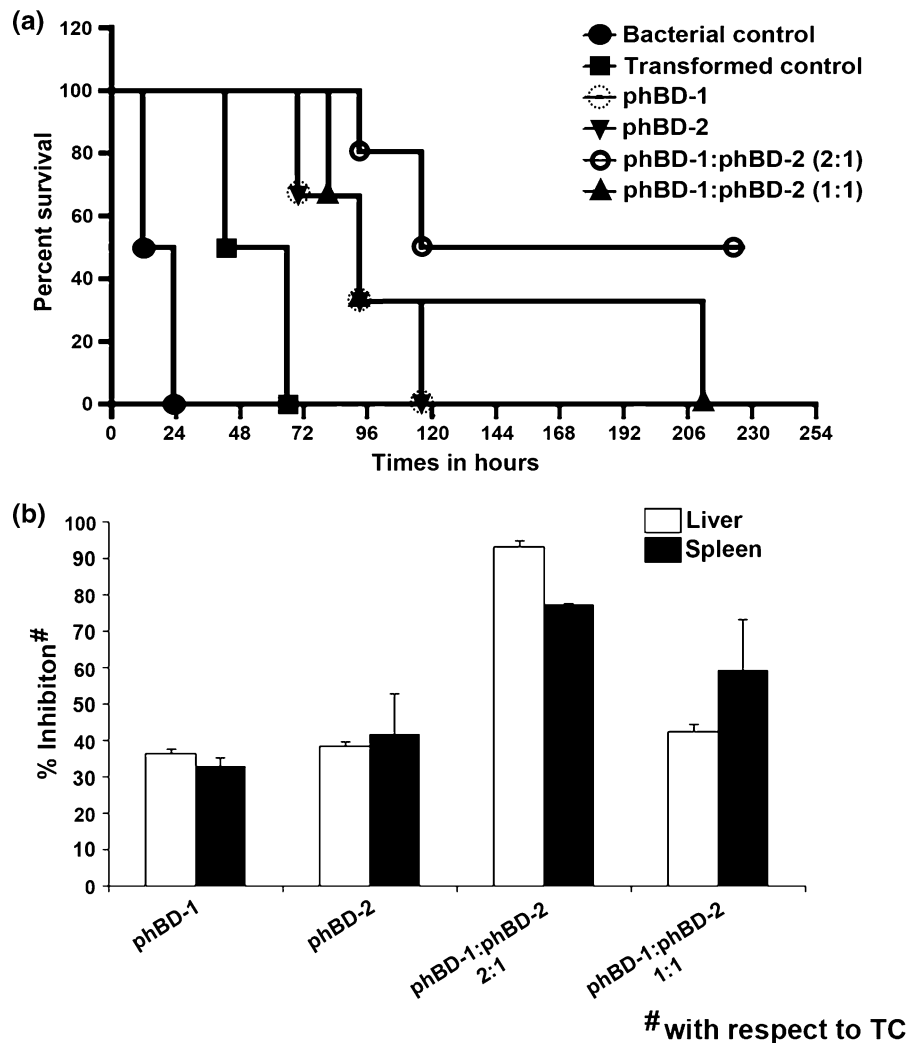 (a)
120
100
80
60
40
20
0
Percent survival
Bacterial control
Transformed control
phBD-1
phBD-2
phBD-1:phBD-2 (2:1)
phBD-1:phBD-2 (1:1)
0 24 48 72 96 120 144 168 192 206 230 254
Times in hours
(b)
100
90
80
70
60
50
40
30
20
10
0
% Inhibiton#
Liver
Spleen
phBD-1
phBD-2
phBD-1:phBD-2
2:1
phBD-1:phBD-2
1:1
#with respect to TC